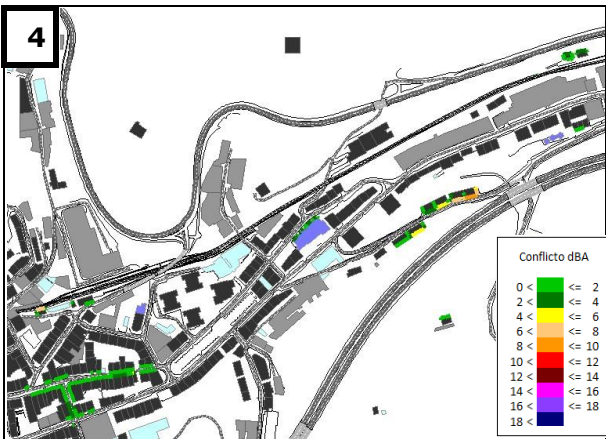 4
Conflicto dBA
0 < <= 2
2 < <= 4
4 < <= 6
6 < <= 8
8 < <= 10
10 < <= 12
12 < <= 14
14 < <= 16
16 < <= 18
18 <